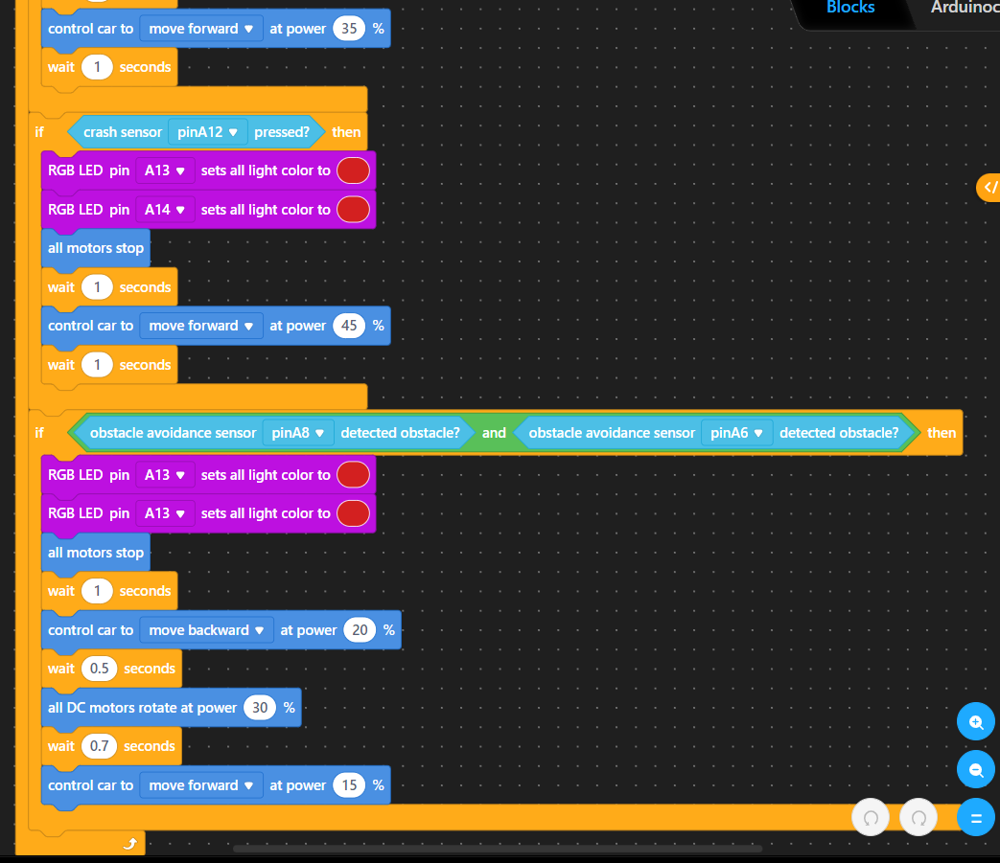 Blocks Arduinoc
control car to move forward at power 35 %
wait 1 seconds
if crash sensor pinA12 pressed? then
RGB LED pin A13 sets all light color to
RGB LED pin A14 sets all light color to
all motors stop
wait 1 seconds
control car to move forward at power 45 %
wait 1 seconds
if obstacle avoidance sensor pinA8 detected obstacle? and obstacle avoidance sensor pinA6 detected obstacle? then
RGB LED pin A13 sets all light color to
RGB LED pin A13 sets all light color to
all motors stop
wait 1 seconds
control car to move backward at power 20 %
wait 0.5 seconds
all DC motors rotate at power 30 %
wait 0.7 seconds
control car to move forward at power 15 %